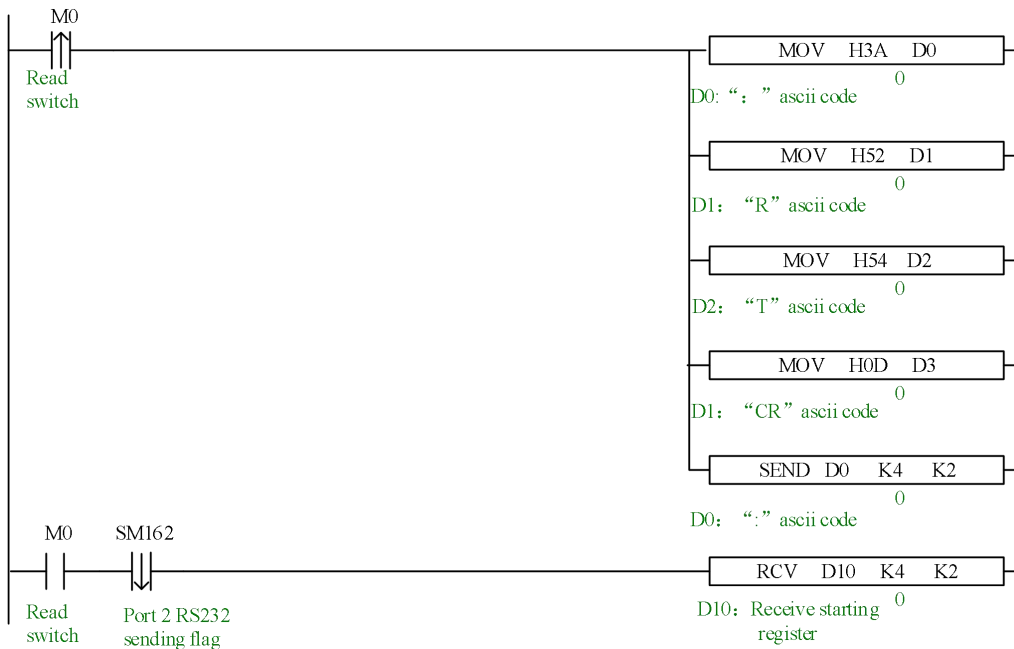 M0
Read
switch
MOV H3A D0
0
D0:“：” ascii code
MOV H52 D1
0
D1： “R” ascii code
MOV H54 D2
0
D2： “T” ascii code
MOV H0D D3
0
D1： “CR” ascii code
SEND D0 K4 K2
0
D0： “:” ascii code
M0 SM162
RCV D10 K4 K2
0
Read
switch
Port 2 RS232
sending flag
D10：Receive starting
register